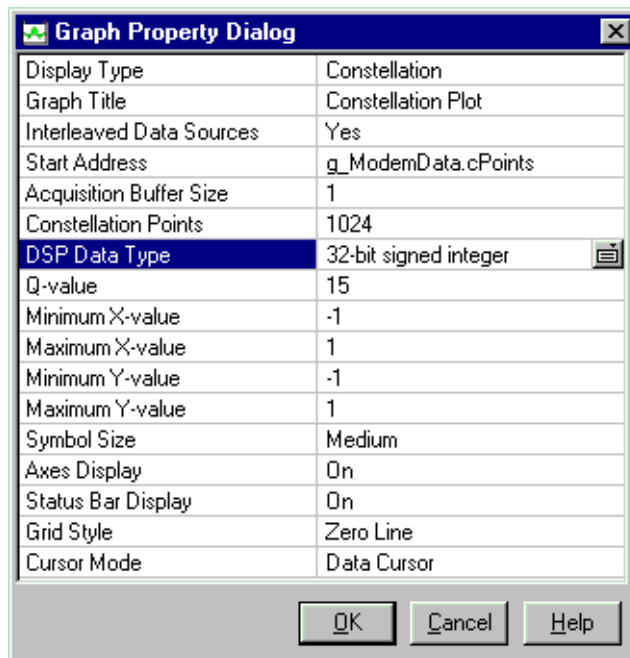 Graph Property Dialog
Display Type Constellation
Graph Title Constellation Plot
Interleaved Data Sources Yes
Start Address g_ModemData.cPoints
Acquisition Buffer Size 1
Constellation Points 1024
DSP Data Type 32-bit signed integer
Q-value 15
Minimum X-value -1
Maximum X-value 1
Minimum Y-value -1
Maximum Y-value 1
Symbol Size Medium
Axes Display On
Status Bar Display On
Grid Style Zero Line
Cursor Mode Data Cursor
OK Cancel Help